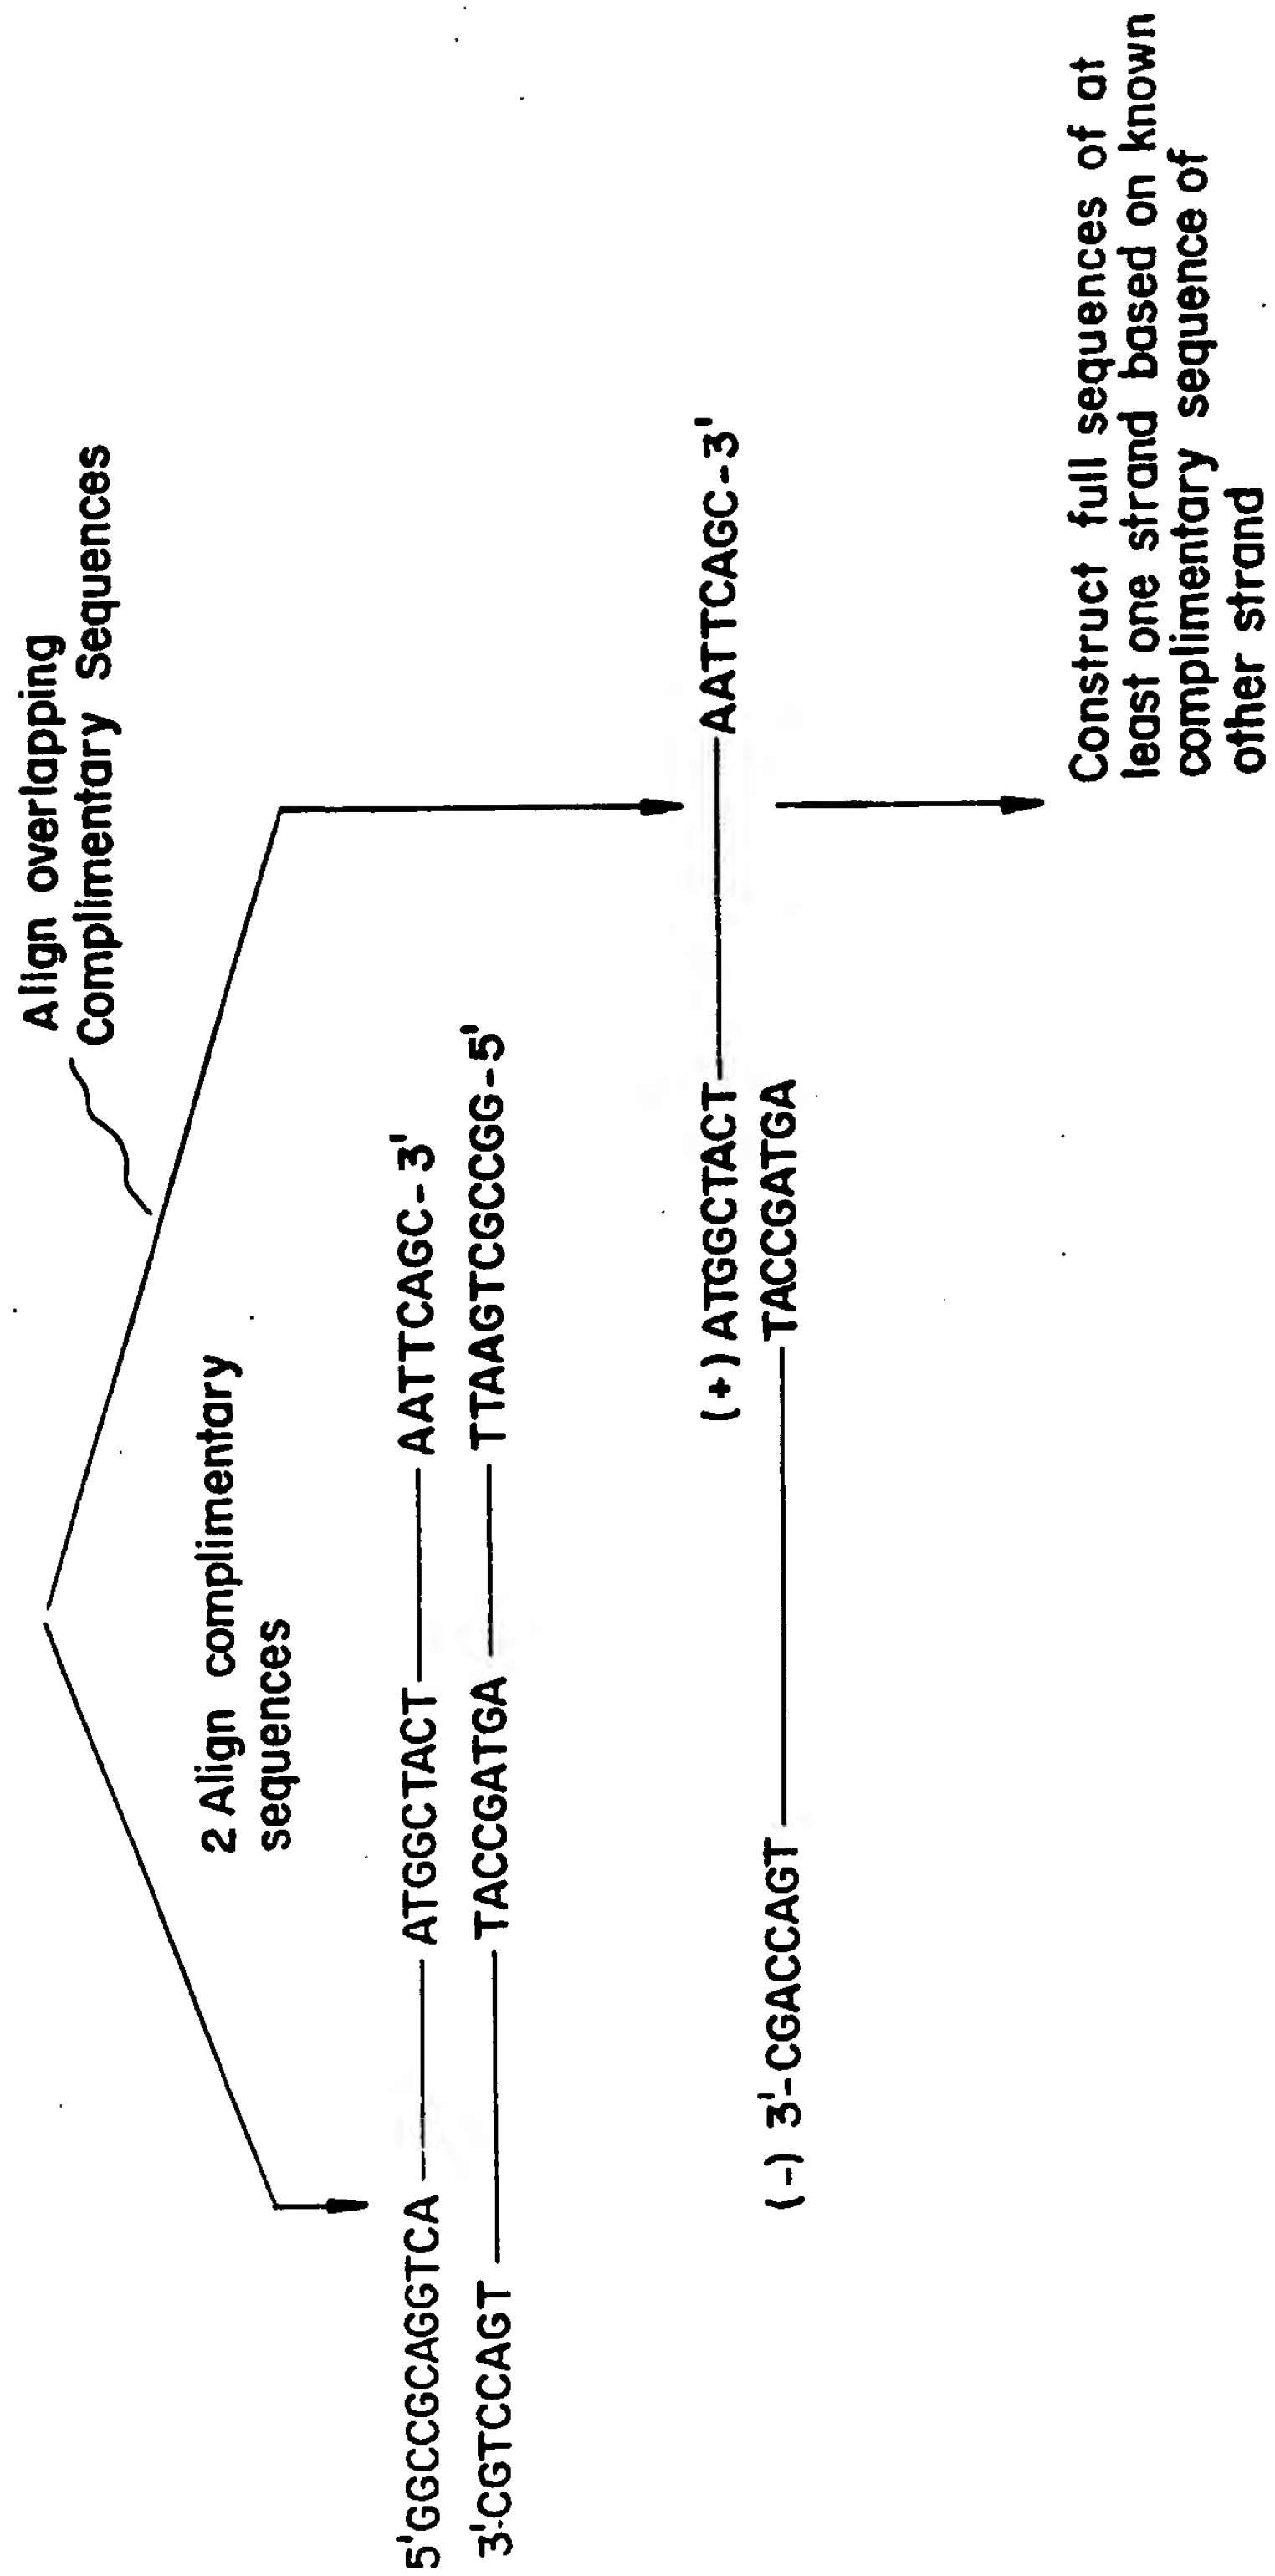 Align overlapping
Complimentary Sequences
2 Align complimentary
sequences
5'GGCCGCAGGTCA ATGGCTACT AATTCAGC-3'
3'-CGTCCAGT TACCGATGA TTAAGTCGCCGG-5'
(+) ATGGCTACT AATTCAGC-3'
(-) 3'-CGACCAGT TACCGATGA
Construct full sequences of at
least one strand based on known
complimentary sequence of
other strand